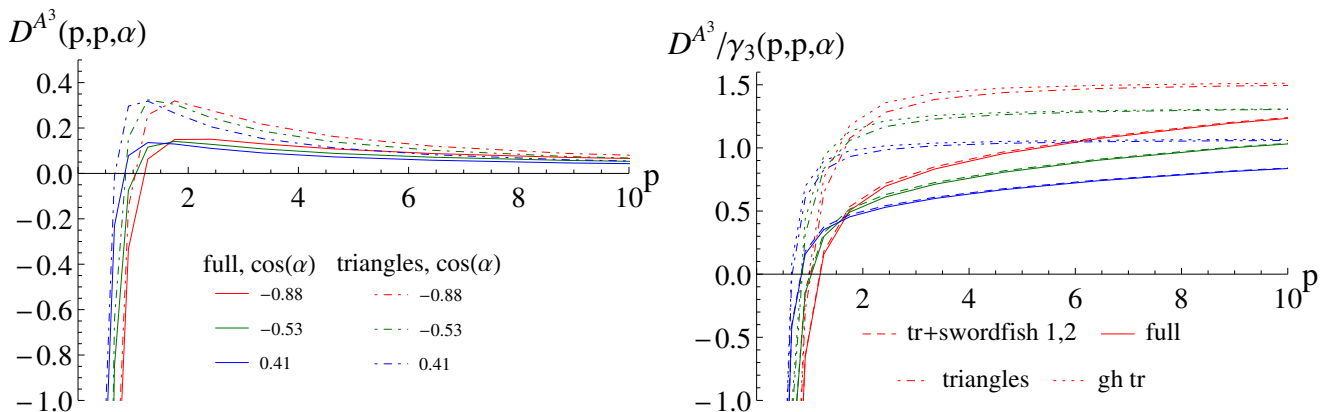 D^{A^3}(p,p,α)
0.4
0.2
0.0
−0.2
−0.4
−0.6
−0.8
−1.0
2 4 6 8 10 p
full, cos(α) triangles, cos(α)
−0.88 −0.88
−0.53 −0.53
0.41 0.41
D^{A^3}/γ_3(p,p,α)
1.5
1.0
0.5
0.0
−0.5
−1.0
2 4 6 8 10 p
tr+swordfish 1,2 full
triangles gh tr